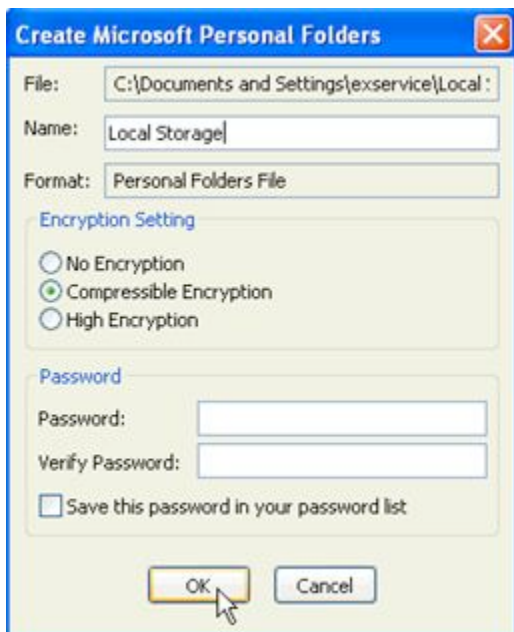 Create Microsoft Personal Folders
File: C:\Documents and Settings\exservice\Local
Name: Local Storage
Format: Personal Folders File
Encryption Setting
No Encryption
Compressible Encryption
High Encryption
Password
Password:
Verify Password:
Save this password in your password list
OK Cancel